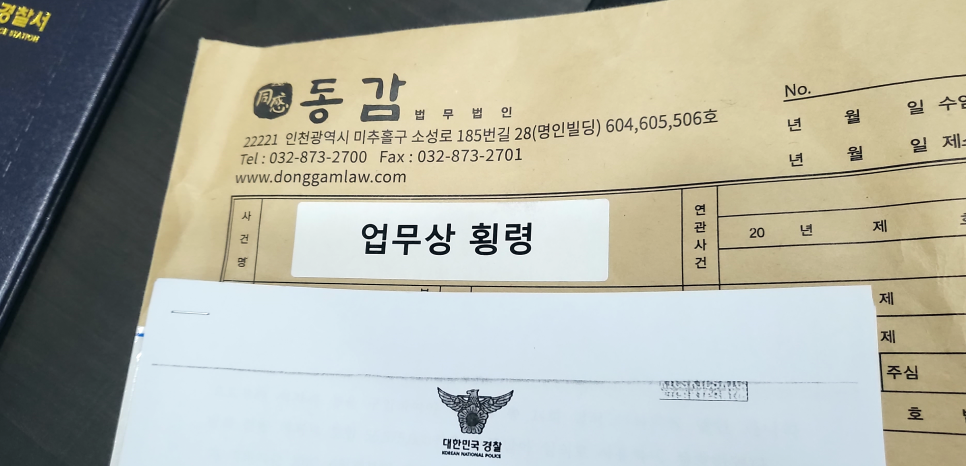 경찰서
同感 동감 법무법인
22221 인천광역시 미추홀구 소성로 185번길 28(명인빌딩) 604,605,506호
Tel : 032-873-2700 Fax : 032-873-2701
www.donggamlaw.com
No.
년 월 일 수임
년 월 일 제소
사건명
업무상 횡령
연관사건
20 년 제
제
제
주심
호
대한민국 경찰
KOREAN NATIONAL POLICE